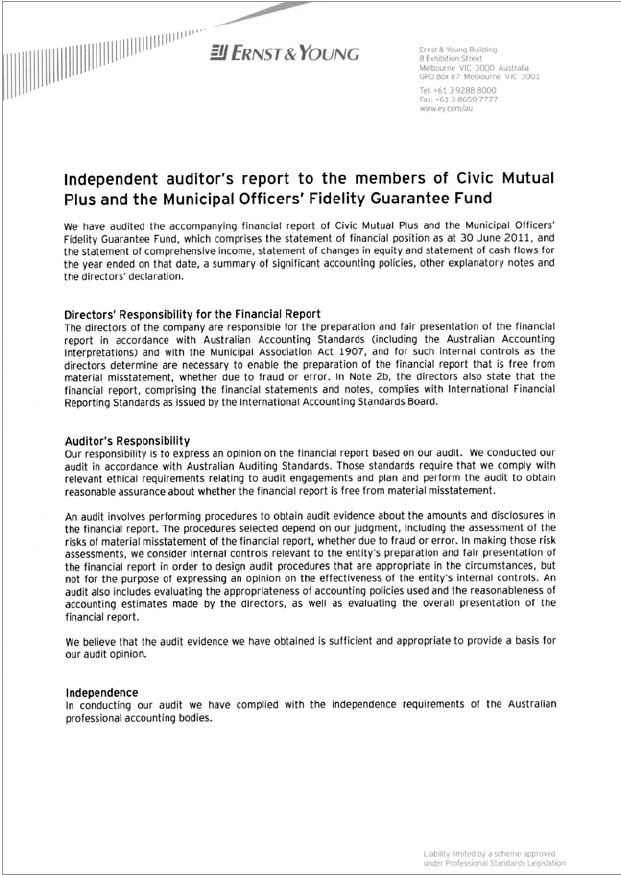 ERNST & YOUNG
Ernst & Young Building
8 Exhibition Street
Melbourne VIC 3000 Australia
GPO Box 67 Melbourne VIC 3001
Tel: +61 3 9288 8000
Fax: +61 3 8650 7777
www.ey.com/au
Independent auditor's report to the members of Civic Mutual
Plus and the Municipal Officers' Fidelity Guarantee Fund
We have audited the accompanying financial report of Civic Mutual Plus and the Municipal Officers'
Fidelity Guarantee Fund, which comprises the statement of financial position as at 30 June 2011, and
the statement of comprehensive income, statement of changes in equity and statement of cash flows for
the year ended on that date, a summary of significant accounting policies, other explanatory notes and
the directors' declaration.
Directors' Responsibility for the Financial Report
The directors of the company are responsible for the preparation and fair presentation of the financial
report in accordance with Australian Accounting Standards (including the Australian Accounting
Interpretations) and with the Municipal Association Act 1907, and for such internal controls as the
directors determine are necessary to enable the preparation of the financial report that is free from
material misstatement, whether due to fraud or error. In Note 2b, the directors also state that the
financial report, comprising the financial statements and notes, complies with International Financial
Reporting Standards as issued by the International Accounting Standards Board.
Auditor's Responsibility
Our responsibility is to express an opinion on the financial report based on our audit. We conducted our
audit in accordance with Australian Auditing Standards. Those standards require that we comply with
relevant ethical requirements relating to audit engagements and plan and perform the audit to obtain
reasonable assurance about whether the financial report is free from material misstatement.
An audit involves performing procedures to obtain audit evidence about the amounts and disclosures in
the financial report. The procedures selected depend on our judgment, including the assessment of the
risks of material misstatement of the financial report, whether due to fraud or error. In making those risk
assessments, we consider internal controls relevant to the entity's preparation and fair presentation of
the financial report in order to design audit procedures that are appropriate in the circumstances, but
not for the purpose of expressing an opinion on the effectiveness of the entity's internal controls. An
audit also includes evaluating the appropriateness of accounting policies used and the reasonableness of
accounting estimates made by the directors, as well as evaluating the overall presentation of the
financial report.
We believe that the audit evidence we have obtained is sufficient and appropriate to provide a basis for
our audit opinion.
Independence
In conducting our audit we have complied with the independence requirements of the Australian
professional accounting bodies.
Liability limited by a scheme approved
under Professional Standards Legislation